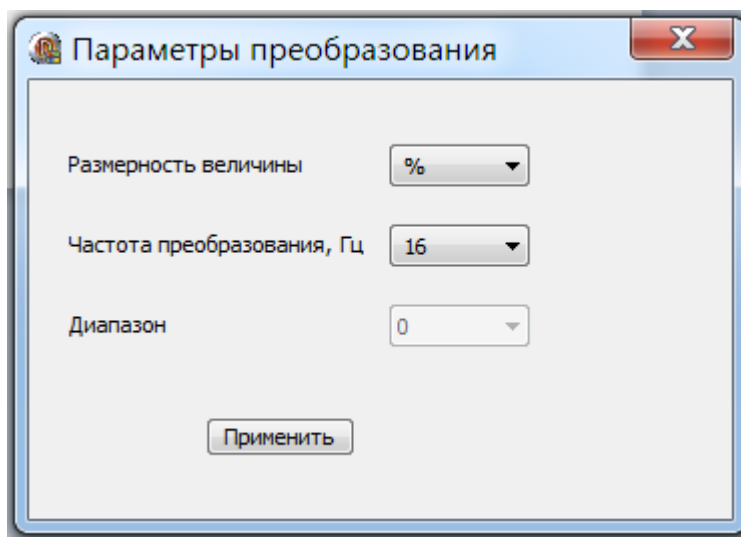 Параметры преобразования
Размерность величины %
Частота преобразования, Гц 16
Диапазон 0
Применить